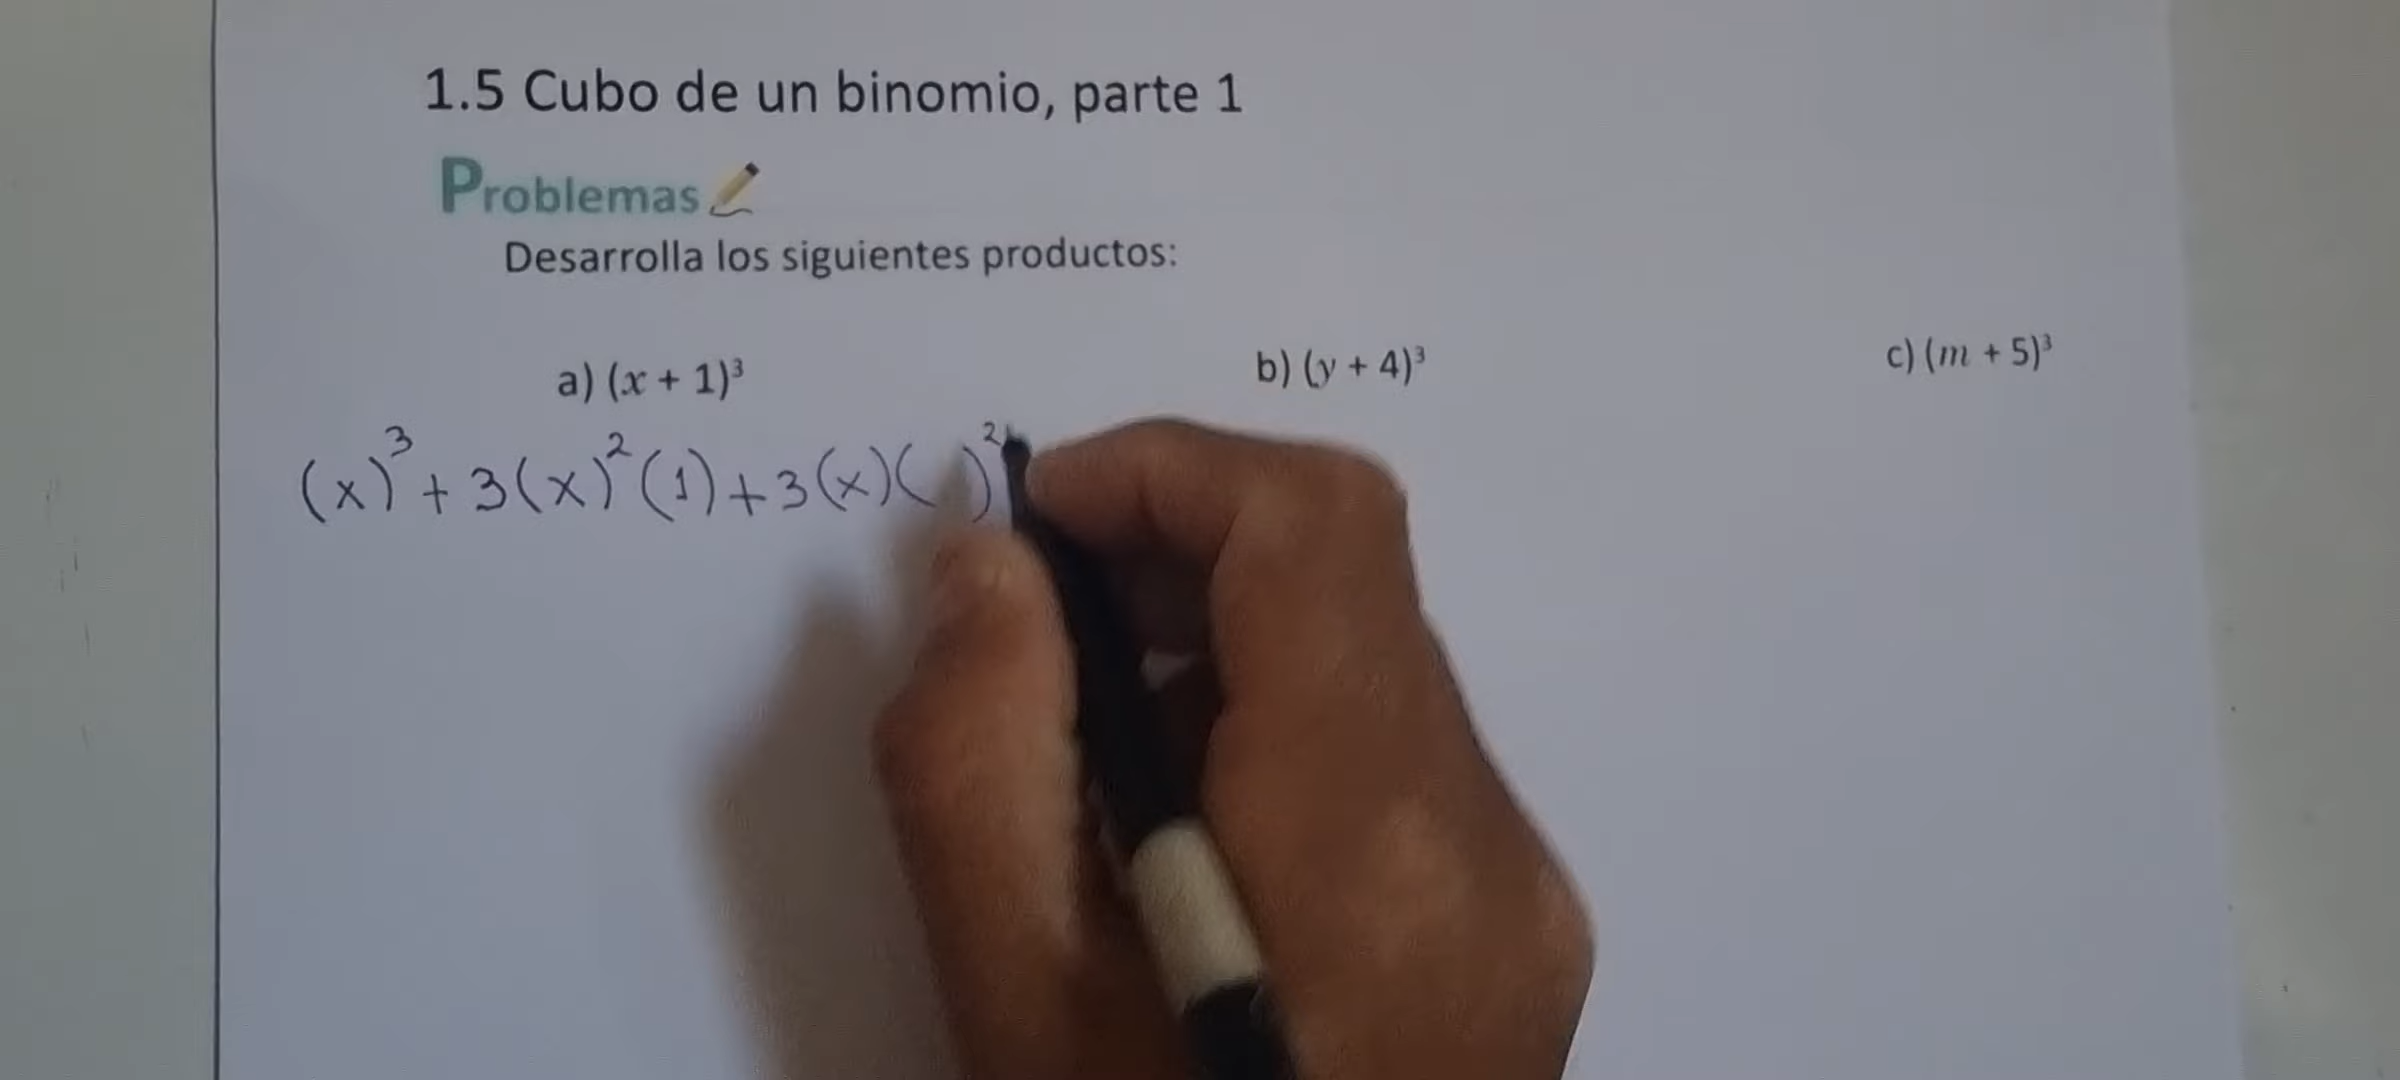 1.5 Cubo de un binomio, parte 1
Problemas
Desarrolla los siguientes productos:
a) (x + 1)³ b) (y + 4)³ c) (m + 5)³
(x)³ + 3(x)²(1) + 3(x)( )²